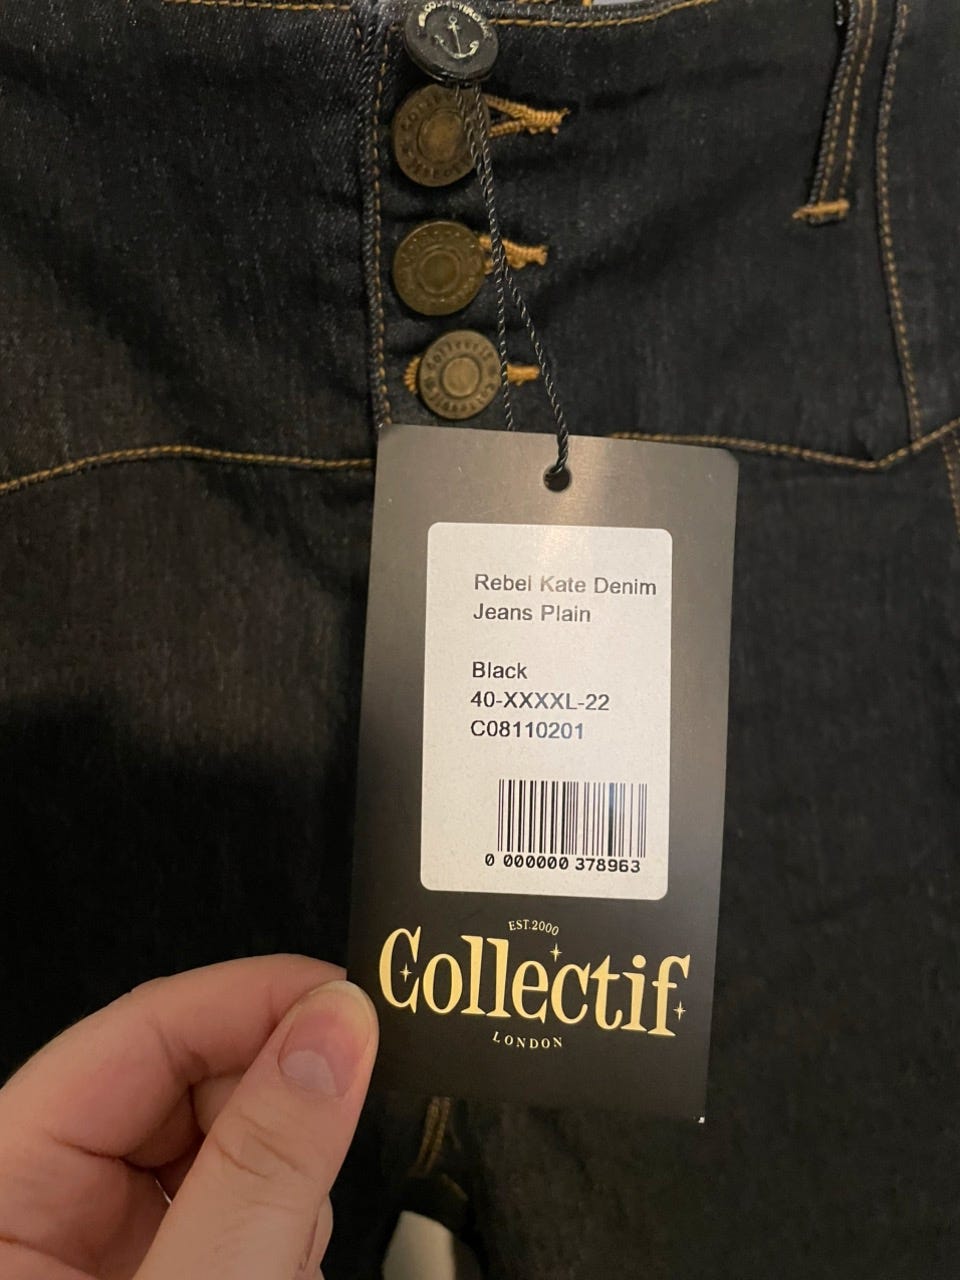 Rebel Kate Denim
Jeans Plain
Black
40-XXXXL-22
C08110201
0 000000 378963
EST.2000
Collectif
LONDON